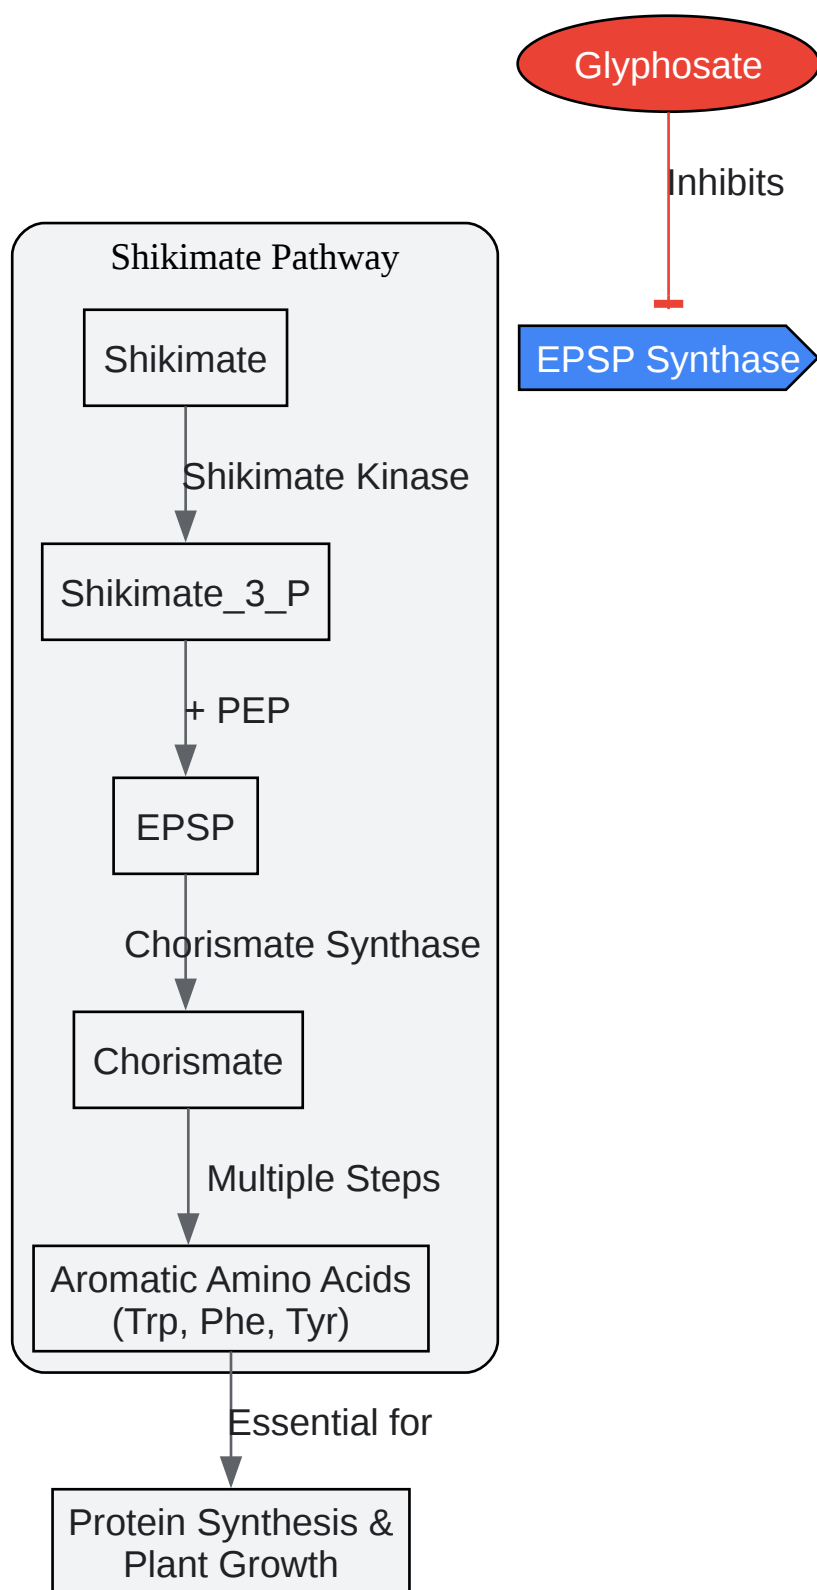 Glyphosate
Inhibits
Shikimate Pathway
Shikimate
EPSP Synthase
Shikimate Kinase
Shikimate_3_P
+ PEP
EPSP
Chorismate Synthase
Chorismate
Multiple Steps
Aromatic Amino Acids
(Trp, Phe, Tyr)
Essential for
Protein Synthesis &
Plant Growth